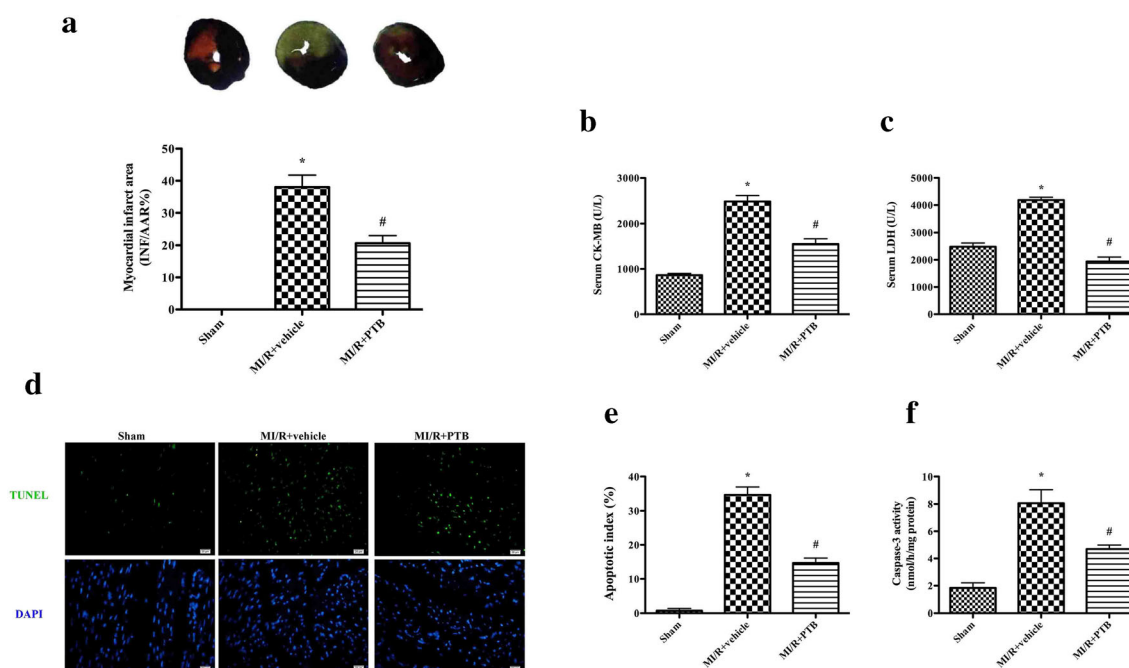 a
Myocardial infarct area
(INF/AAR%)
50
40
30
20
10
0
*
#
Sham
MI/R+vehicle
MI/R+PTB
b
Serum CK-MB (U/L)
3000
2000
1000
0
*
#
Sham
MI/R+vehicle
MI/R+PTB
c
Serum LDH (U/L)
5000
4000
3000
2000
1000
0
*
#
Sham
MI/R+vehicle
MI/R+PTB
d
Sham
MI/R+vehicle
MI/R+PTB
TUNEL
DAPI
e
Apoptotic index (%)
40
30
20
10
0
*
#
Sham
MI/R+vehicle
MI/R+PTB
f
Caspase-3 activity
(nmol/h/mg protein)
10
8
6
4
2
0
*
#
Sham
MI/R+vehicle
MI/R+PTB